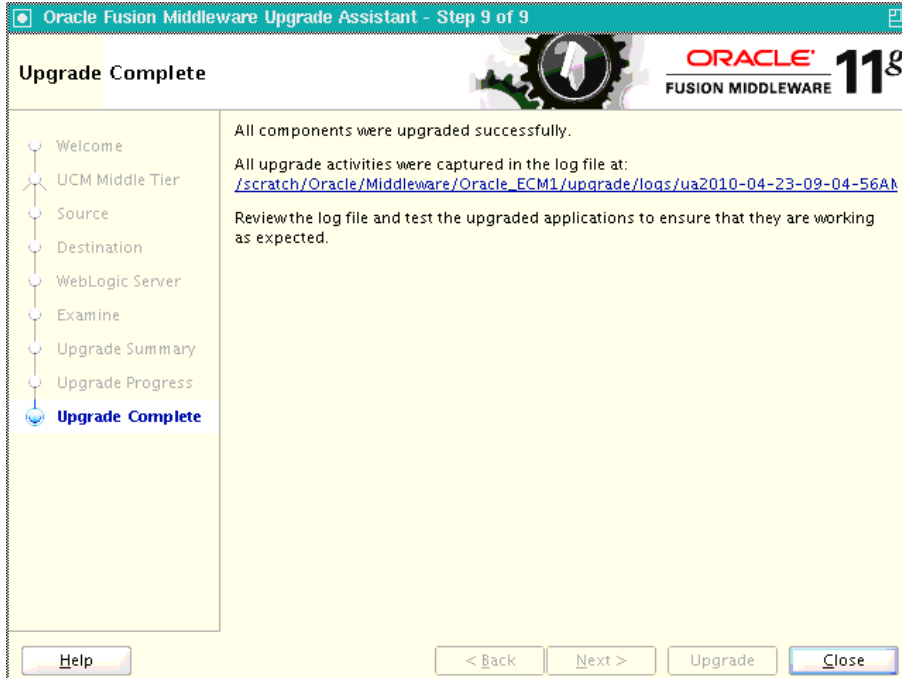 Oracle Fusion Middleware Upgrade Assistant - Step 9 of 9
Upgrade Complete
ORACLE
FUSION MIDDLEWARE
11g
Welcome
UCM Middle Tier
Source
Destination
WebLogic Server
Examine
Upgrade Summary
Upgrade Progress
Upgrade Complete
All components were upgraded successfully.
All upgrade activities were captured in the log file at:
/scratch/Oracle/Middleware/Oracle_ECM1/upgrade/logs/ua2010-04-23-09-04-56AM
Review the log file and test the upgraded applications to ensure that they are working
as expected.
Help
< Back
Next >
Upgrade
Close